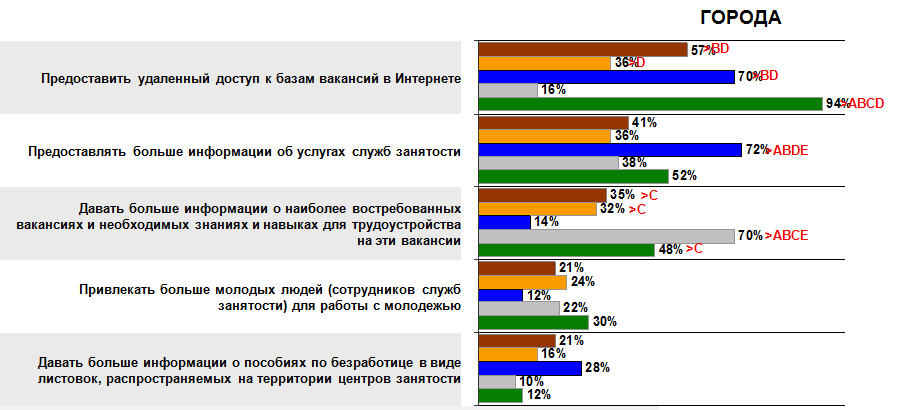 ГОРОДА
57% >BD
36% >D
Предоставить удаленный доступ к базам вакансий в Интернете
70% >BD
16%
94% >ABCD
41%
36%
Предоставлять больше информации об услугах служб занятости
72% >ABDE
38%
52%
35% >C
Давать больше информации о наиболее востребованных
32% >C
вакансиях и необходимых знаниях и навыках для трудоустройства
14%
на эти вакансии
70% >ABCE
48% >C
21%
24%
Привлекать больше молодых людей (сотрудников служб
12%
занятости) для работы с молодежью
22%
30%
21%
16%
Давать больше информации о пособиях по безработице в виде
28%
листовок, распространяемых на территории центров занятости
10%
12%